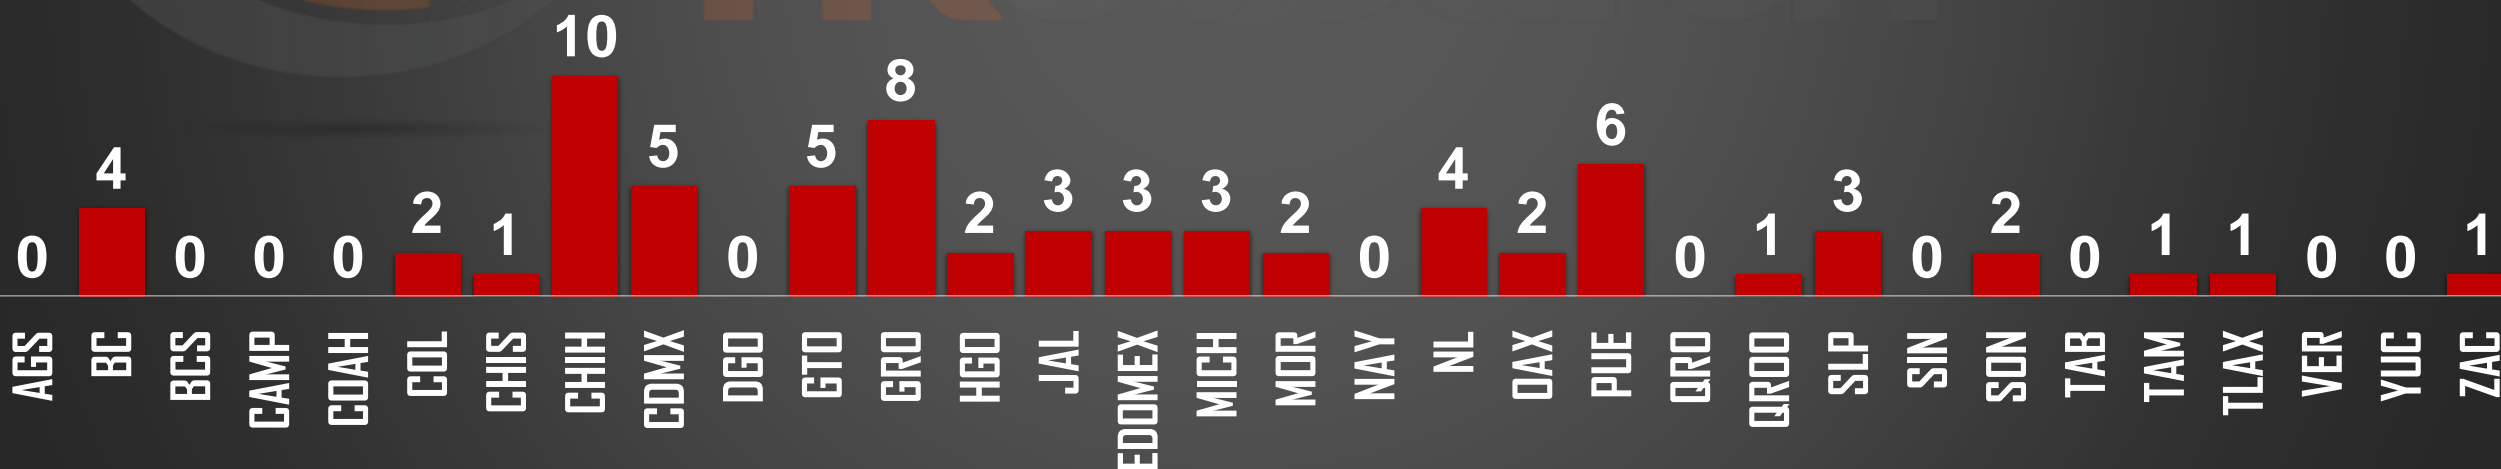 0 4 0 0 0 2 1 10 5 0 5 8 2 3 3 3 2 0 4 2 6 0 1 3 0 2 0 1 1 0 0 1
AGS BC BCS CAMP COAH COL CHIS CHIH CDMX DGO GTO GRO HGO JAL EDOMEX MICH MOR NAY NL OAX PUE QRO QROO SLP SIN SON TAB TAM TLAX VER YUC ZAC